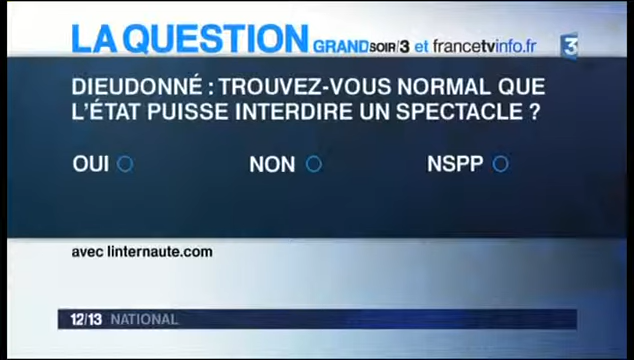 LA QUESTION GRAND SOIR/3 et francetvinfo.fr 3
DIEUDONNÉ : TROUVEZ-VOUS NORMAL QUE
L'ÉTAT PUISSE INTERDIRE UN SPECTACLE ?
OUI NON NSPP
avec linternaute.com
12/13 NATIONAL